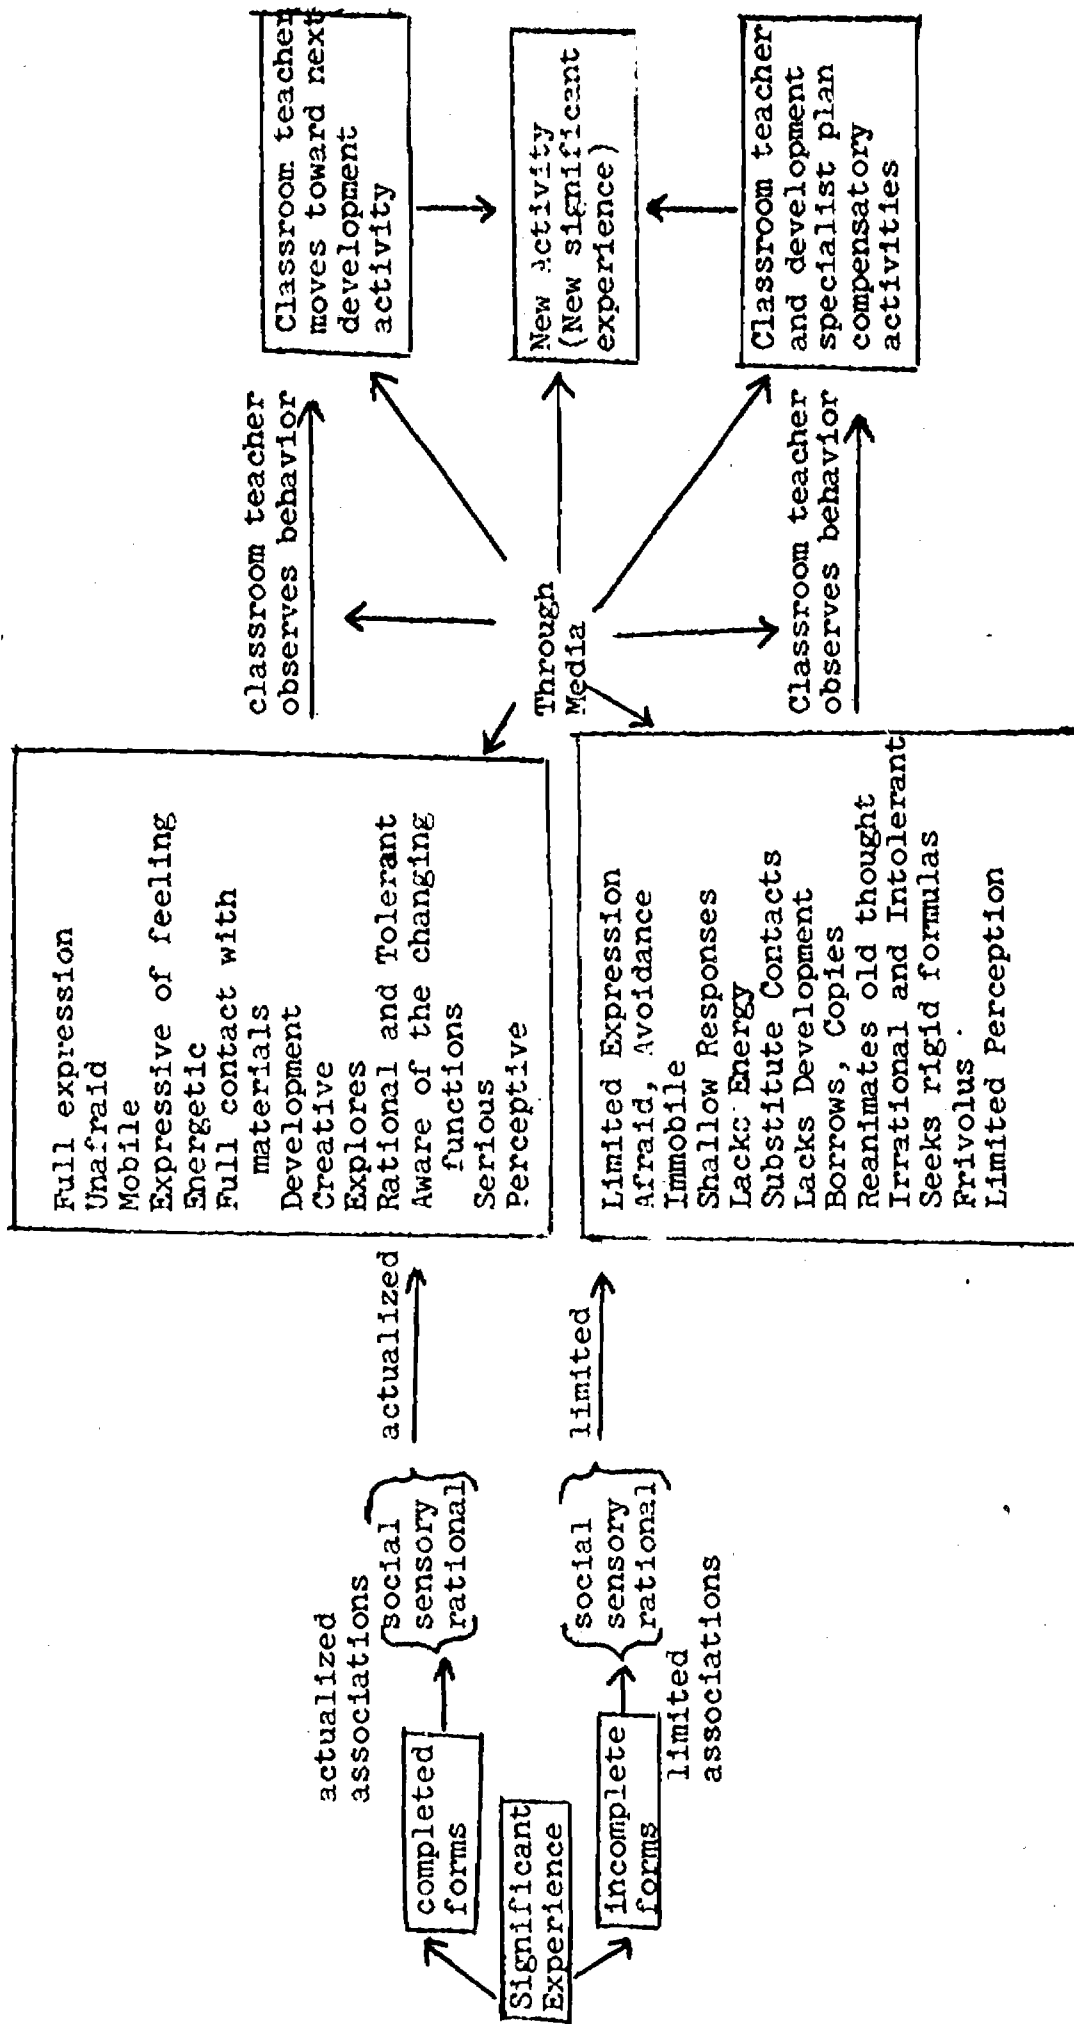 Significant
Experience
completed
forms
incomplete
forms
actualized
associations
limited
associations
social
sensory
rational
social
sensory
rational
actualized
limited
Full expression
Unafraid
Mobile
Expressive of feeling
Energetic
Full contact with
materials
Development
Creative
Explores
Rational and Tolerant
Aware of the changing
functions
Serious
Perceptive
Limited Expression
Afraid, Avoidance
Immobile
Shallow Responses
Lacks Energy
Substitute Contacts
Lacks Development
Borrows, Copies
Reanimates old thought
Irrational and Intolerant
Seeks rigid formulas
Frivolus
Limited Perception
Through
Media
classroom teacher
observes behavior
Classroom teacher
observes behavior
Classroom teacher
moves toward next
development
activity
New Activity
(New significant
experience)
Classroom teacher
and development
specialist plan
compensatory
activities